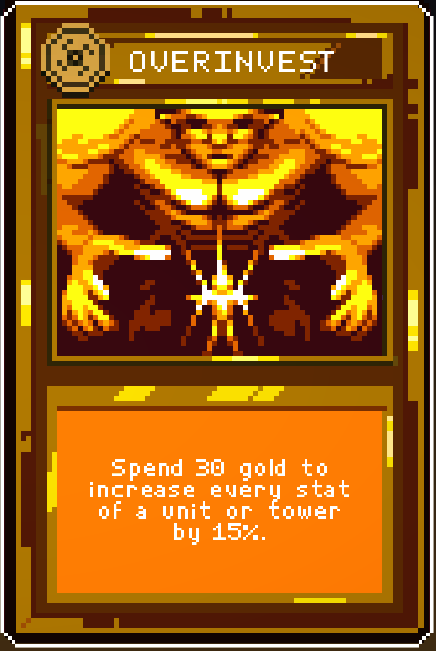 OVERINVEST
Spend 30 gold to
increase every stat
of a unit or tower
by 15%.